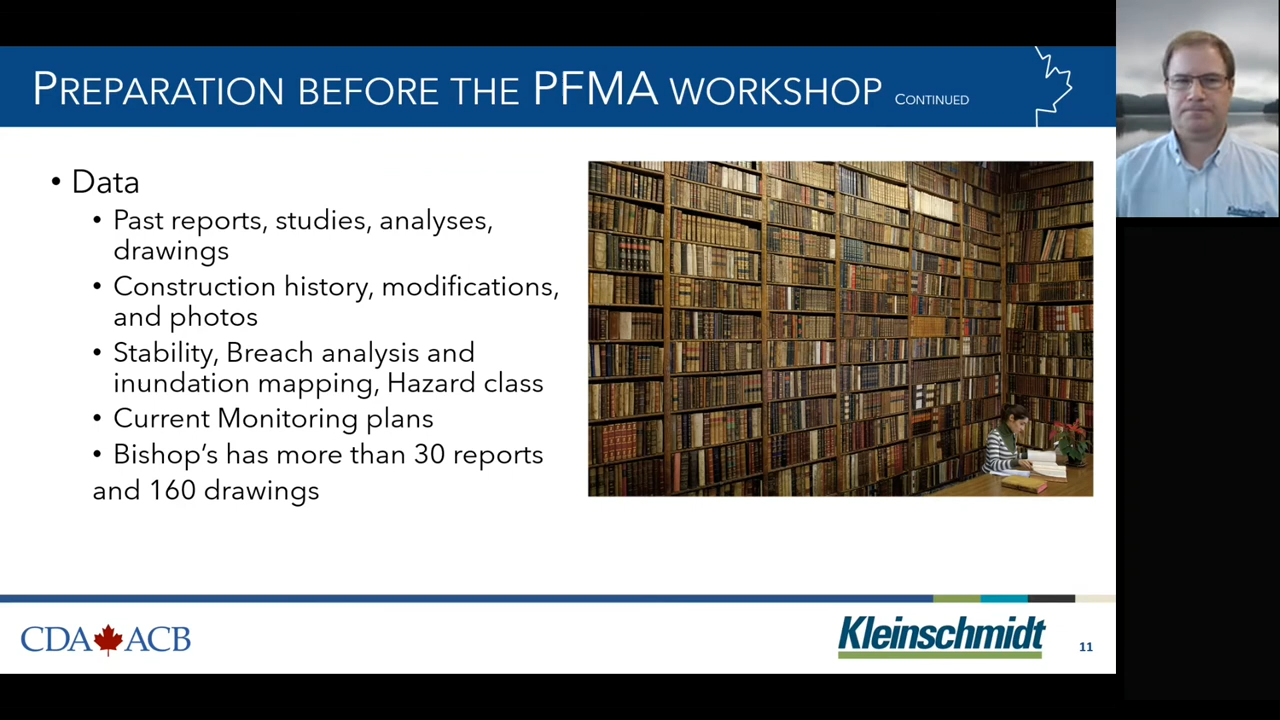 PREPARATION BEFORE THE PFMA WORKSHOP CONTINUED
• Data
• Past reports, studies, analyses,
drawings
• Construction history, modifications,
and photos
• Stability, Breach analysis and
inundation mapping, Hazard class
• Current Monitoring plans
• Bishop's has more than 30 reports
and 160 drawings
CDA ACB
Kleinschmidt
11
Kleinschmidt